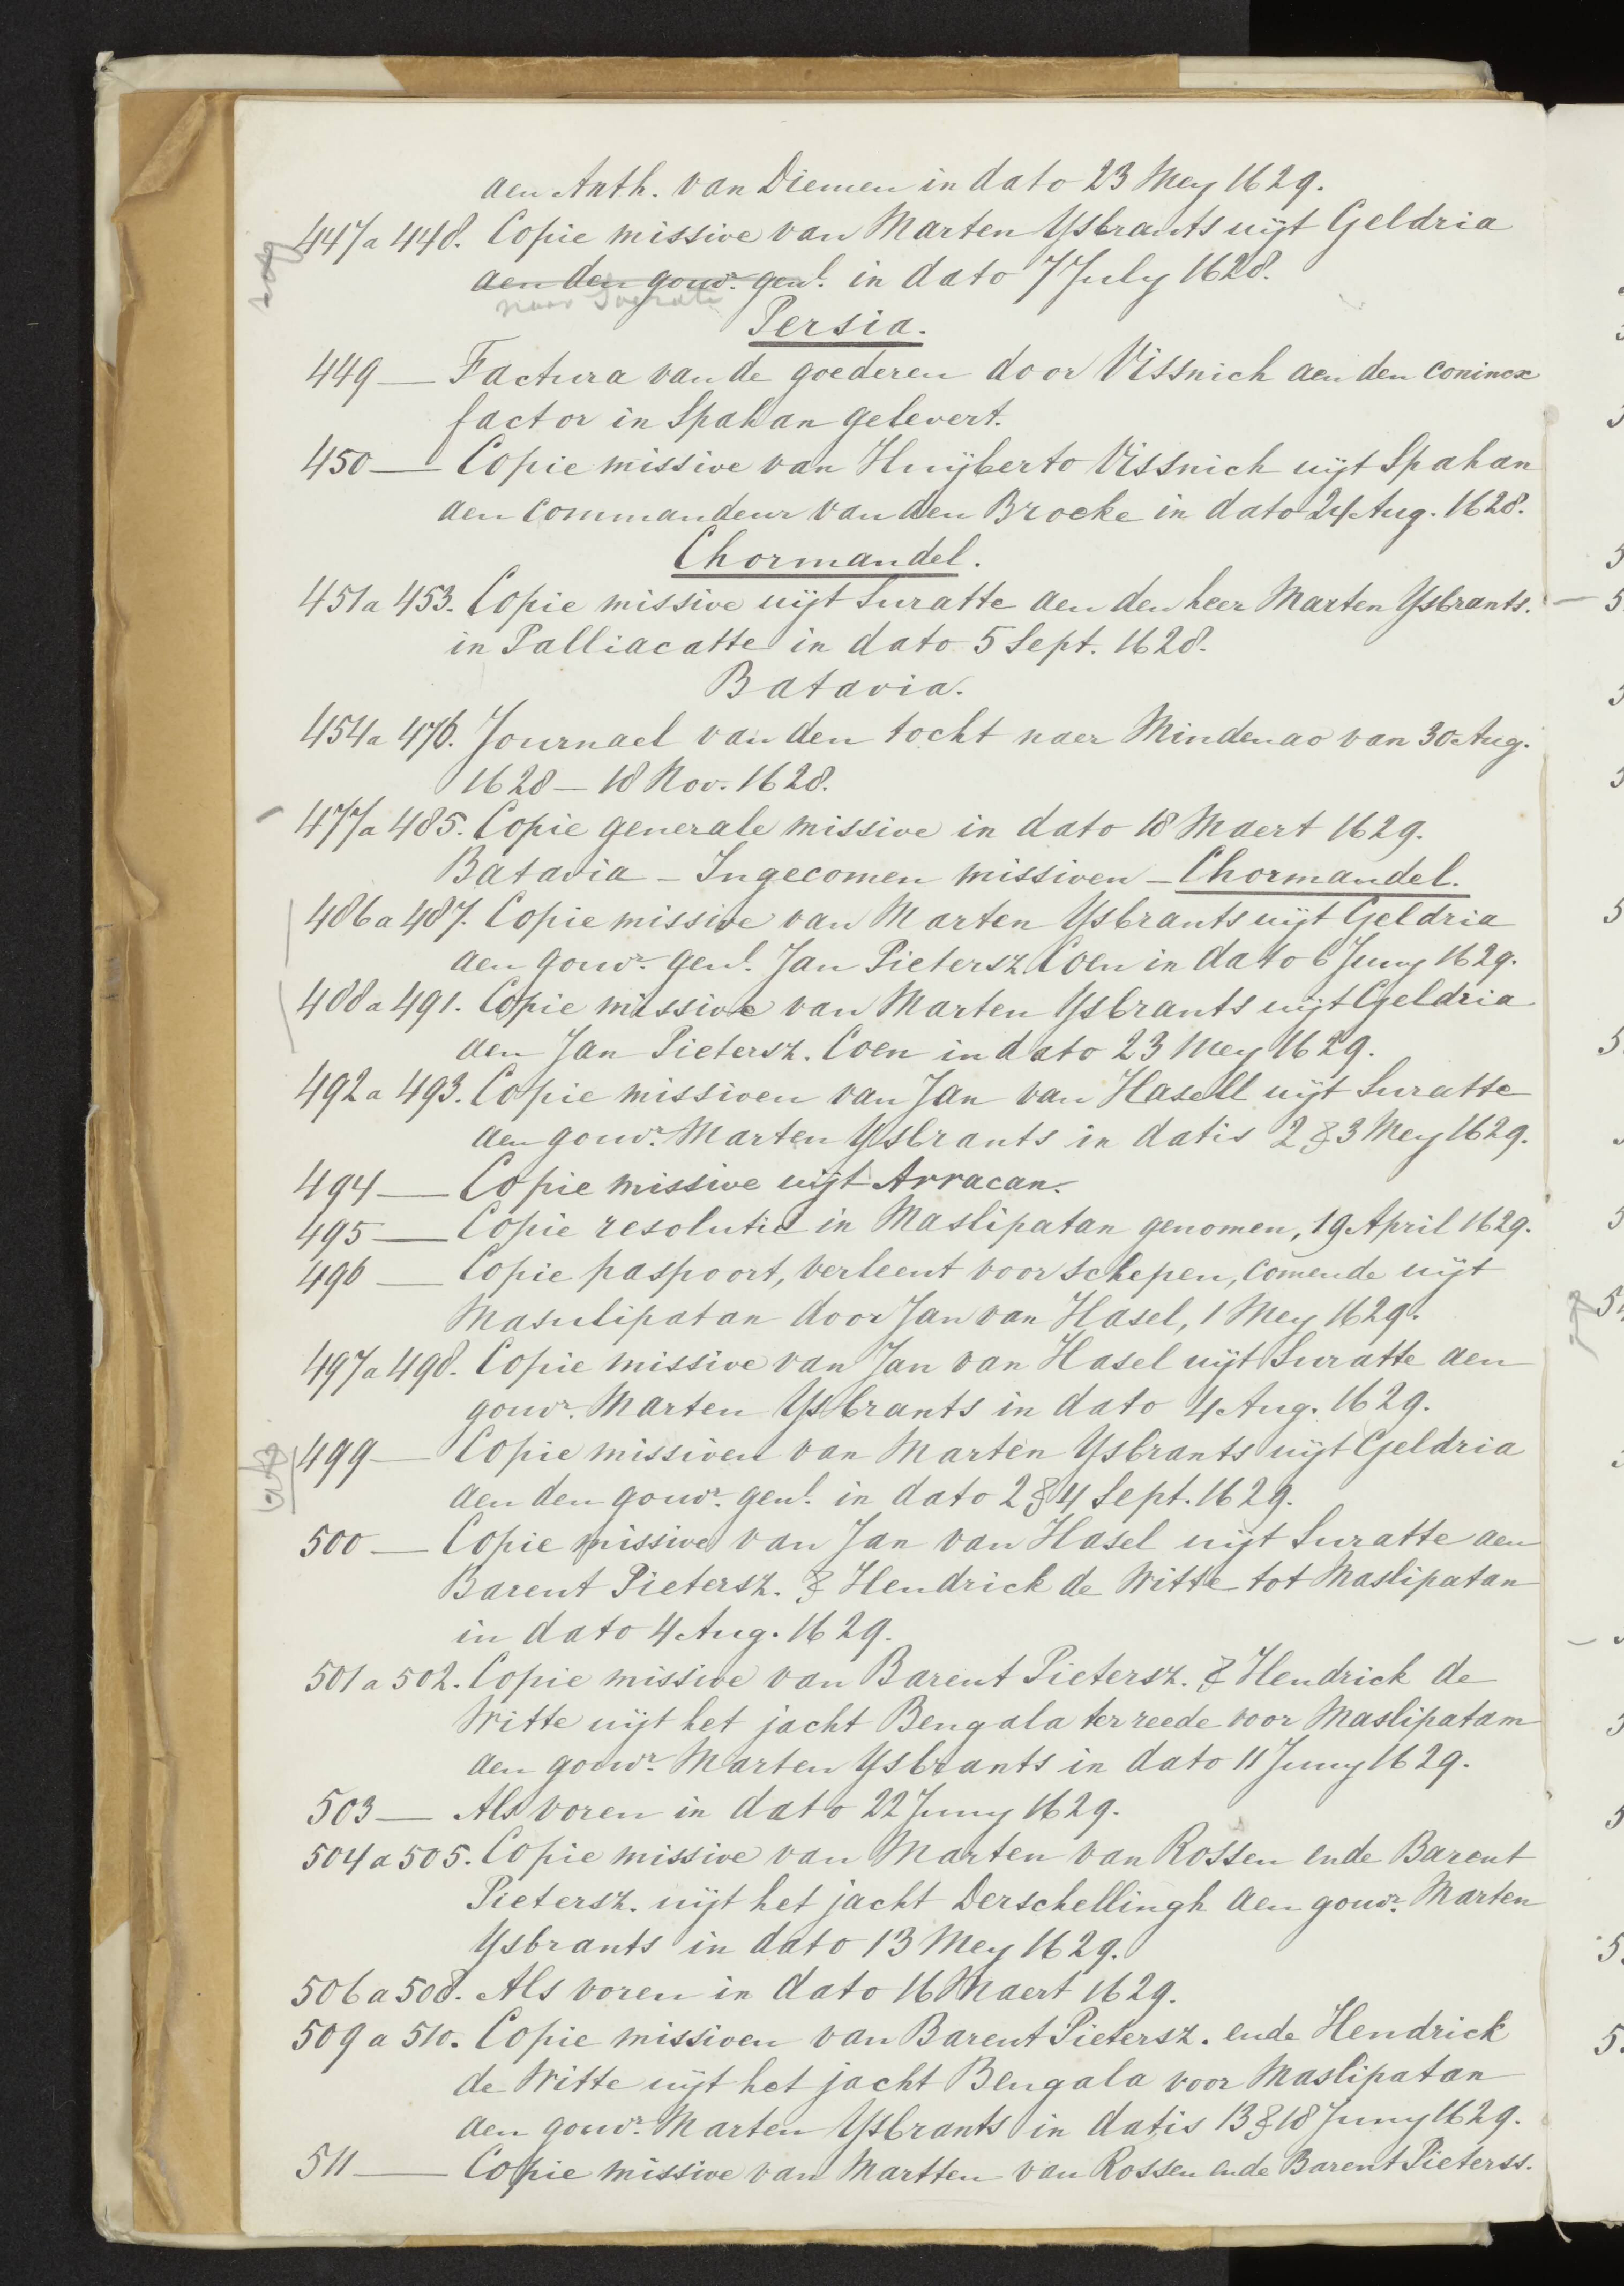 aen Anth. van Diemen in dato 23 Mey 1629.
447 a 448. Copie missive van Marten Ysbrants uijt Geldria
aen den gouvr. genl. in dato 7 July 1628.
naar
Persia.
449 — Factura van de goederen door Vissnich aen den conincx
factor in Spahan gelevert.
450 — Copie missive van Huijberto Vissnich uijt Spahan
aen commandeur van den Brocke in dato 24 Aug. 1628.
Chormandel.
451 a 453. Copie missive uijt Suratte aen den heer Marten Ysbrants.
in Palliacatte in dato 5 Sept. 1628.
Batavia.
454 a 476. Journael van den tocht naer Mindenao van 30 Aug.
1628 — 18 Nov. 1628.
477 a 485. Copie generale missive in dato 18 Maert 1629.
Batavia – Ingecomen missiven – Chormandel.
486 a 487. Copie missive van Marten Ysbrants uijt Geldria
aen gouvr. genl. Jan Pietersz Coen in dato 6 Juny 1629.
488 a 491. Copie missive van Marten Ysbrants uijt Geldria
aen Jan Pietersz. Coen in dato 23 Mey 1629.
492 a 493. Copie missiven van Jan van Hasell uijt Suratte
aen gouvr. Marten Ysbrants in datis 2 & 3 Mey 1629.
494 — Copie missive uijt Arracan.
495 — Copie resolutie in Maslipatan genomen, 19 April 1629.
496 — Copie paspoort, verleent voor schepen, comende uijt
Masulipatan door Jan van Hasel, 1 Mey 1629.
497 a 498. Copie missive van Jan van Hasel uijt Suratte aen
gouvr. Marten Ysbrants in dato 4 Aug. 1629.
499 — Copie missiven van Marten Ysbrants uijt Geldria
aen den gouvr. genl. in dato 2 & 4 Sept. 1629.
500 — Copie missive van Jan van Hasel uijt Suratte aen
Barent Pietersz. & Hendrick de Witte tot Maslipatan
in dato 4 Aug. 1629.
501 a 502. Copie missive van Barent Pietersz. & Hendrick de
Witte uijt het jacht Bengala ter reede voor Maslipatam
aen gouvr. Marten Ysbrants in dato 11 Juny 1629.
503 — Als voren in dato 22 Juny 1629.
504 a 505. Copie missive van Marten van Rossen ende Barent
Pietersz. uijt het jacht Derschellingh aen gouvr. Marten
Ysbrants in dato 13 Mey 1629.
506 a 508. Als voren in dato 16 Maert 1629.
509 a 510. Copie missiven van Barent Pietersz. ende Hendrick
de Witte uijt het jacht Bengala voor Maslipatan
aen gouvr. Marten Ysbrants in datis 13 & 18 Juny 1629.
511 — Copie missive van Martten van Rossen ende Barent Pieterss.